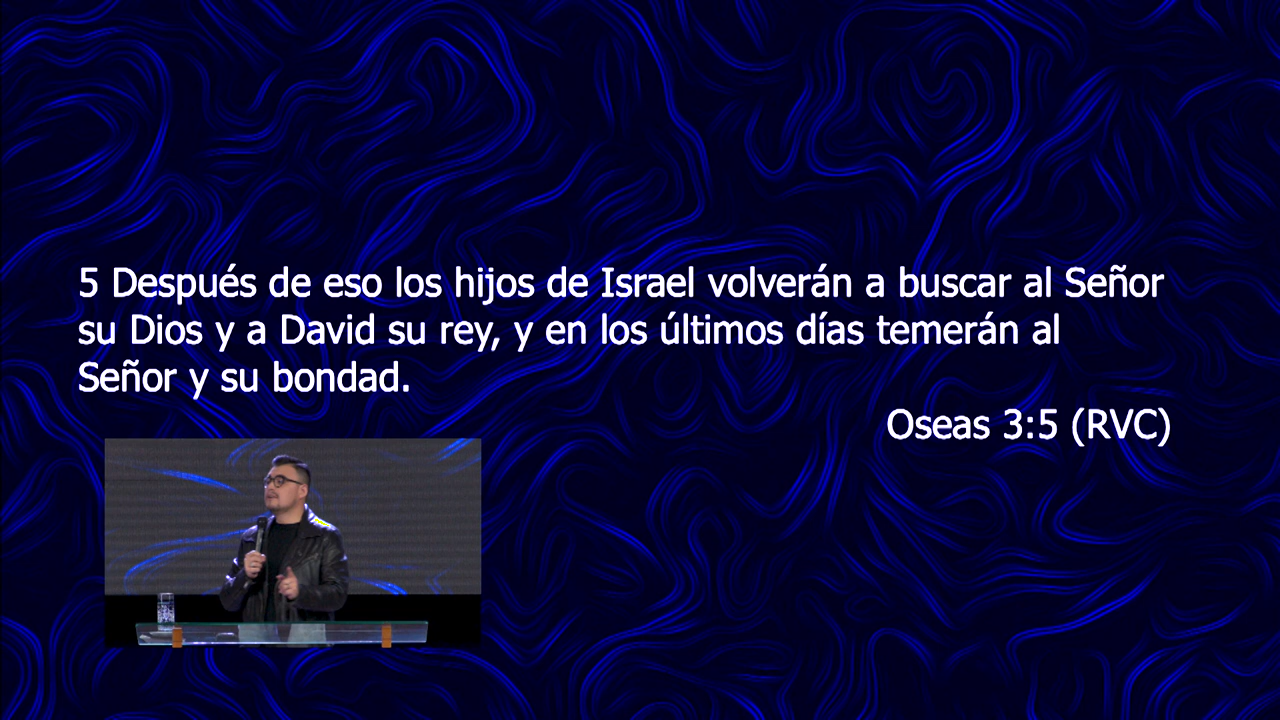 5 Después de eso los hijos de Israel volverán a buscar al Señor
su Dios y a David su rey, y en los últimos días temerán al
Señor y su bondad.
Oseas 3:5 (RVC)